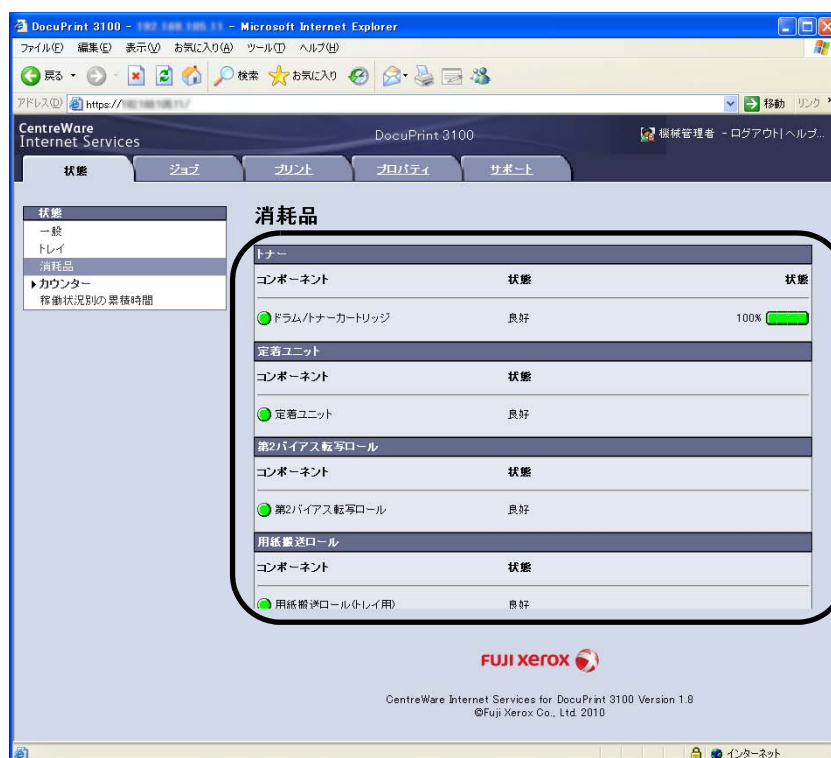 DocuPrint 3100 - - Microsoft Internet Explorer
ファイル(F) 編集(E) 表示(V) お気に入り(A) ツール(T) ヘルプ(H)
戻る 検索 お気に入り
アドレス(D) https:// 移動 リンク
CentreWare
Internet Services
DocuPrint 3100
機械管理者 - ログアウト| ヘルプ...
状態 ジョブ プリント プロパティ サポート
状態
一般
トレイ
消耗品
カウンター
稼働状況別の累積時間
消耗品
トナー
コンポーネント 状態 状態
ドラム/トナーカートリッジ 良好 100%
定着ユニット
コンポーネント 状態
定着ユニット 良好
第2バイアス転写ロール
コンポーネント 状態
第2バイアス転写ロール 良好
用紙搬送ロール
コンポーネント 状態
用紙搬送ロール(トレイ用) 良好
FUJI xerox
CentreWare Internet Services for DocuPrint 3100 Version 1.8
©Fuji Xerox Co., Ltd. 2010
インターネット